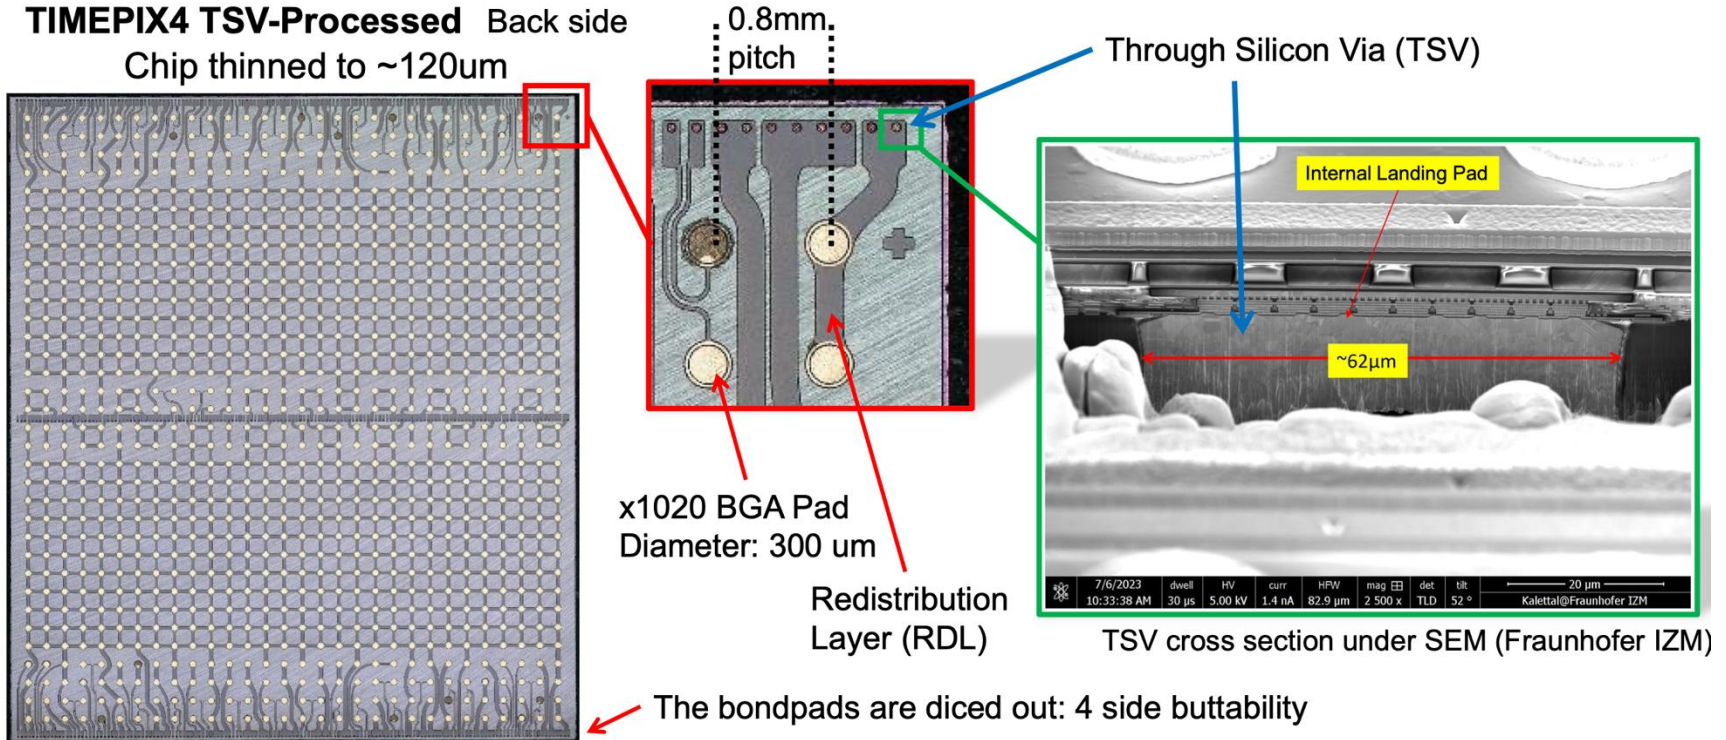 TIMEPIX4 TSV-Processed Back side
Chip thinned to ~120um
0.8mm
pitch
Through Silicon Via (TSV)
Internal Landing Pad
~62µm
x1020 BGA Pad
Diameter: 300 um
Redistribution
Layer (RDL)
7/6/2023 dwell HV curr HFW mag det tilt 20 µm
10:33:38 AM 30 µs 5.00 kV 1.4 nA 82.9 µm 2 500 x TLD 52 ° Kalettal@Fraunhofer IZM
TSV cross section under SEM (Fraunhofer IZM)
The bondpads are diced out: 4 side buttability